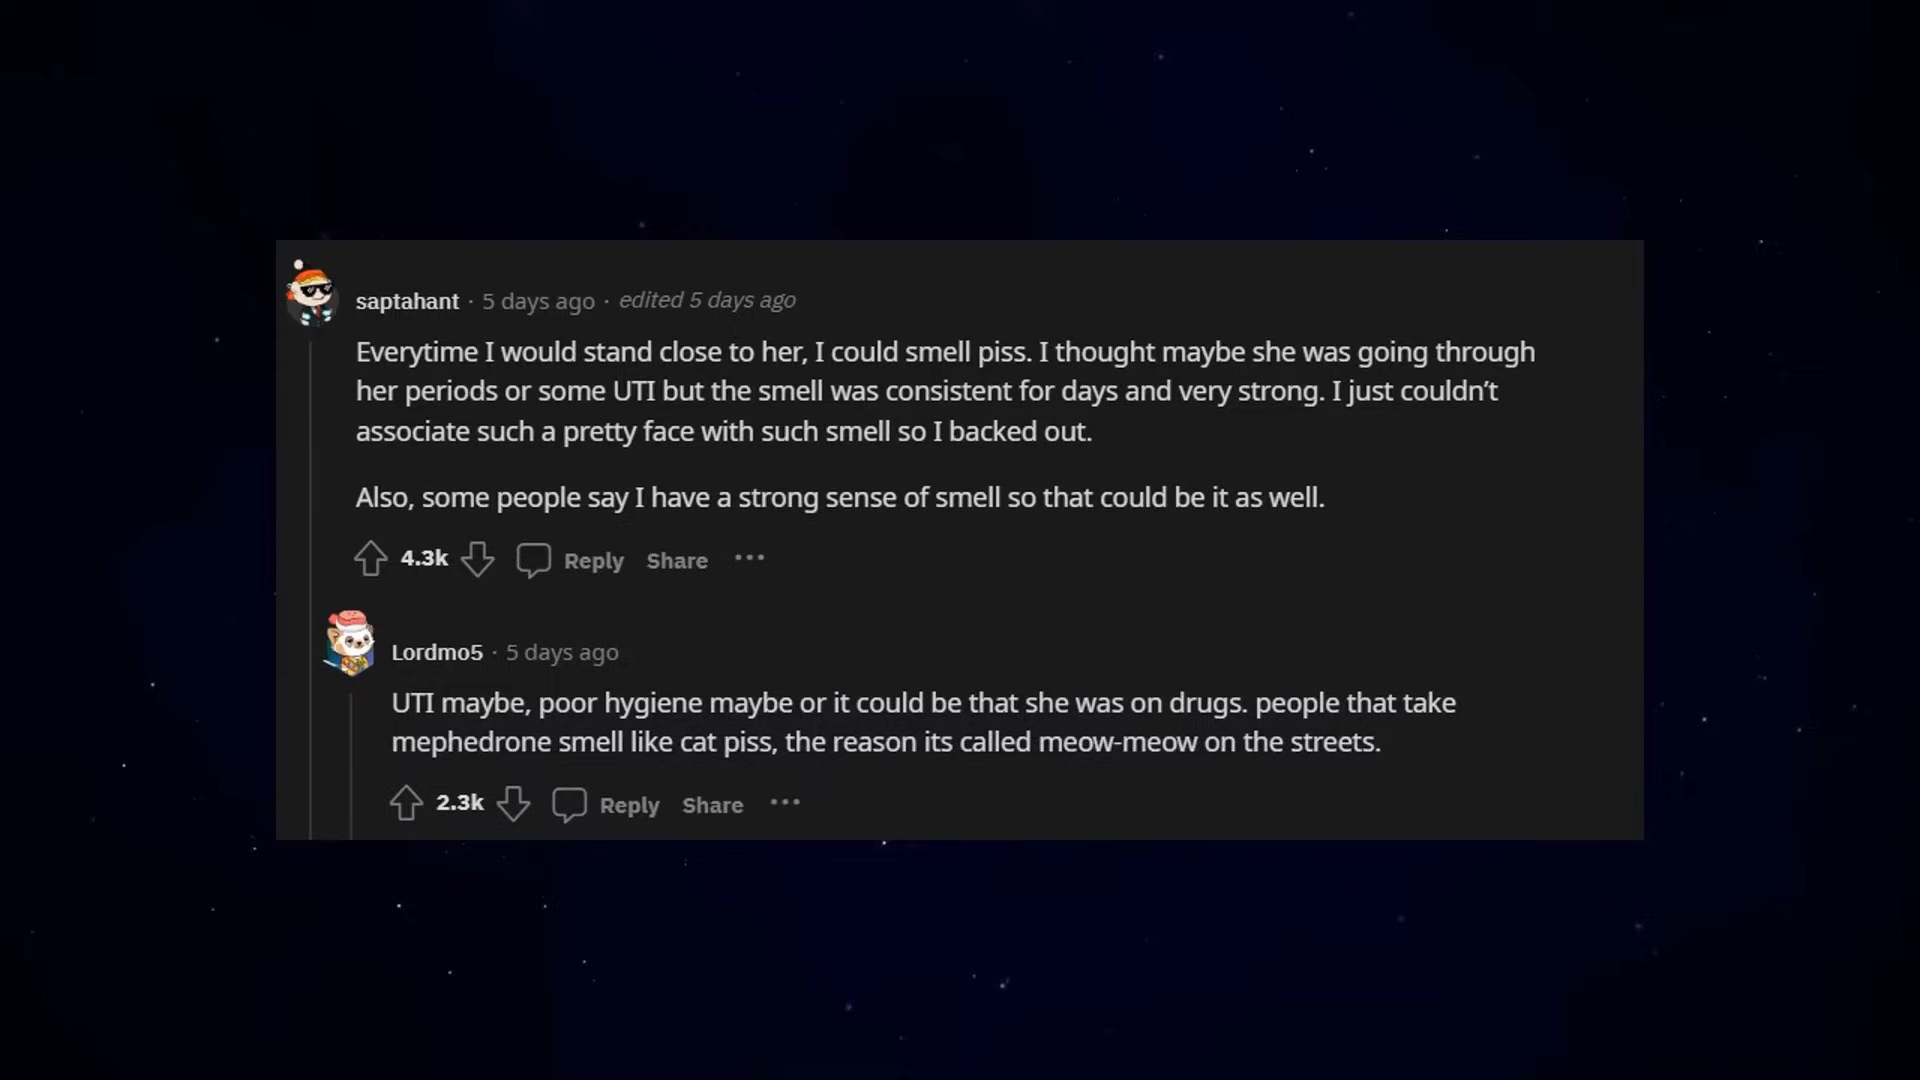 saptahant · 5 days ago · edited 5 days ago
Everytime I would stand close to her, I could smell piss. I thought maybe she was going through
her periods or some UTI but the smell was consistent for days and very strong. I just couldn’t
associate such a pretty face with such smell so I backed out.
Also, some people say I have a strong sense of smell so that could be it as well.
4.3k Reply Share ···
Lordmo5 · 5 days ago
UTI maybe, poor hygiene maybe or it could be that she was on drugs. people that take
mephedrone smell like cat piss, the reason its called meow-meow on the streets.
2.3k Reply Share ···